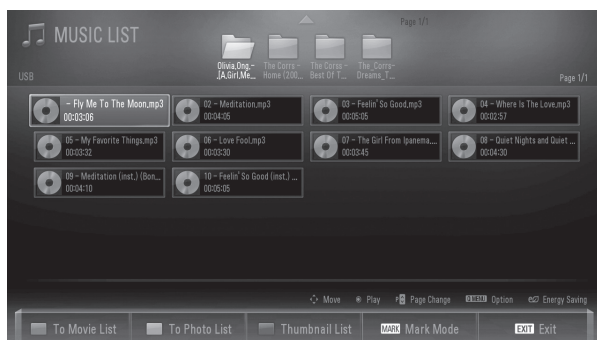 MUSIC LIST
Page 1/1
Olivia,Ong,-
,[A,Girl,Me...
The Corrs -
Home (200...
The Corrs -
Best Of T...
The_Corrs-
Dreams_T...
USB
Page 1/1
- Fly Me To The Moon,mp3
00:03:06
02 - Meditation,mp3
00:04:05
03 - Feelin' So Good,mp3
00:05:05
04 - Where Is The Love,mp3
00:02:57
05 - My Favorite Things,mp3
00:03:32
06 - Love Fool,mp3
00:03:30
07 - The Girl From Ipanema,...
00:03:45
08 - Quiet Nights and Quiet ...
00:04:30
09 - Meditation (inst.) (Bon...
00:04:10
10 - Feelin' So Good (inst.) ...
00:05:05
Move
Play
Page Change
Option
Energy Saving
To Movie List
To Photo List
Thumbnail List
MARK Mark Mode
EXIT Exit